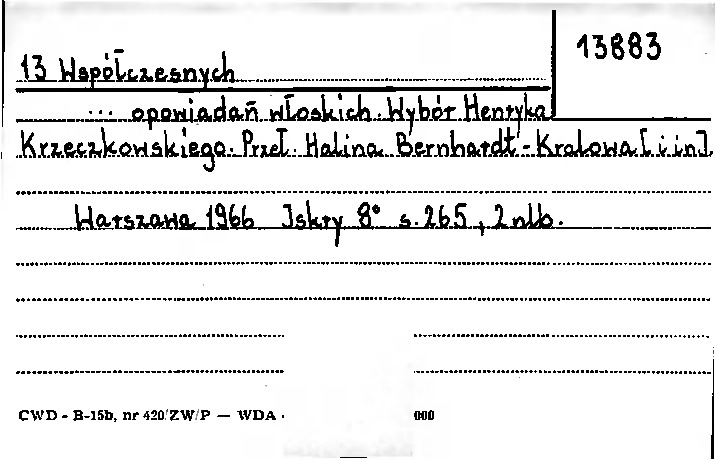 13883
13 Współczesnych
... opowiadań włoskich. Wybór Henryka
Krzeczkowskiego. Przeł. Halina Bernhardt-Kralowa [i in].
Warszawa 1966 Iskry 8° s. 265, 2 nlb.
CWD - B-15b, nr 420/ZW/P — WDA - 000